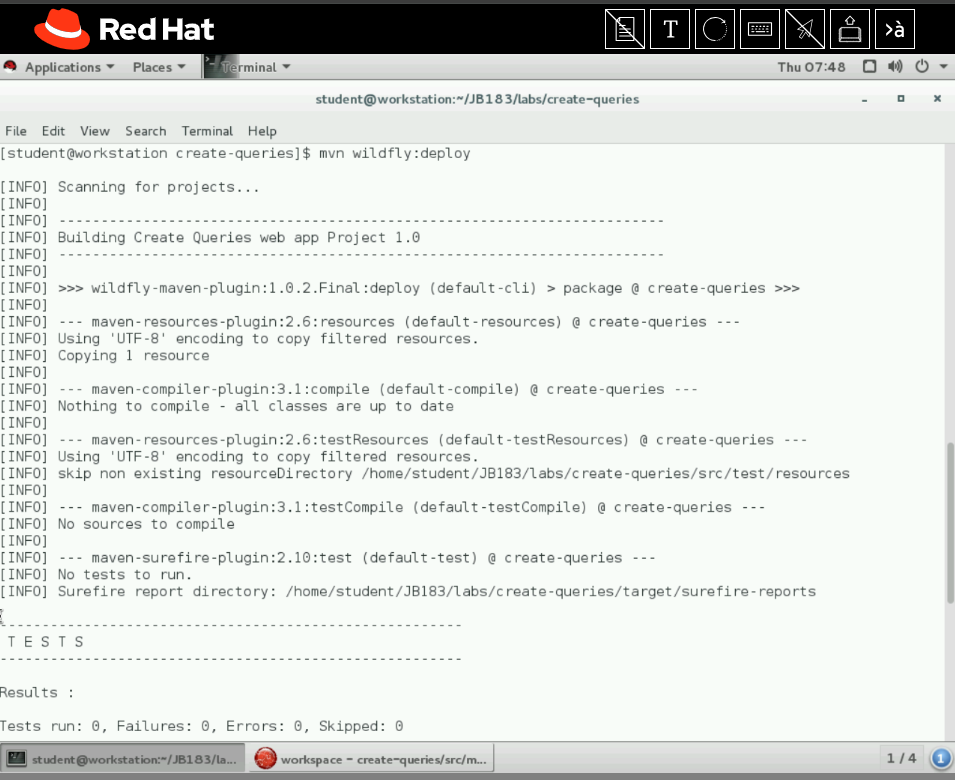 Red Hat
T
›à
Applications
Places
Terminal
Thu 07:48
student@workstation:~/JB183/labs/create-queries
File Edit View Search Terminal Help
[student@workstation create-queries]$ mvn wildfly:deploy
[INFO] Scanning for projects...
[INFO]
[INFO] ------------------------------------------------------------------------
[INFO] Building Create Queries web app Project 1.0
[INFO] ------------------------------------------------------------------------
[INFO]
[INFO] >>> wildfly-maven-plugin:1.0.2.Final:deploy (default-cli) > package @ create-queries >>>
[INFO]
[INFO] --- maven-resources-plugin:2.6:resources (default-resources) @ create-queries ---
[INFO] Using 'UTF-8' encoding to copy filtered resources.
[INFO] Copying 1 resource
[INFO]
[INFO] --- maven-compiler-plugin:3.1:compile (default-compile) @ create-queries ---
[INFO] Nothing to compile - all classes are up to date
[INFO]
[INFO] --- maven-resources-plugin:2.6:testResources (default-testResources) @ create-queries ---
[INFO] Using 'UTF-8' encoding to copy filtered resources.
[INFO] skip non existing resourceDirectory /home/student/JB183/labs/create-queries/src/test/resources
[INFO]
[INFO] --- maven-compiler-plugin:3.1:testCompile (default-testCompile) @ create-queries ---
[INFO] No sources to compile
[INFO]
[INFO] --- maven-surefire-plugin:2.10:test (default-test) @ create-queries ---
[INFO] No tests to run.
[INFO] Surefire report directory: /home/student/JB183/labs/create-queries/target/surefire-reports
-------------------------------------------------------
T E S T S
-------------------------------------------------------
Results :
Tests run: 0, Failures: 0, Errors: 0, Skipped: 0
student@workstation:~/JB183/la...
workspace - create-queries/src/m...
1 / 4
1